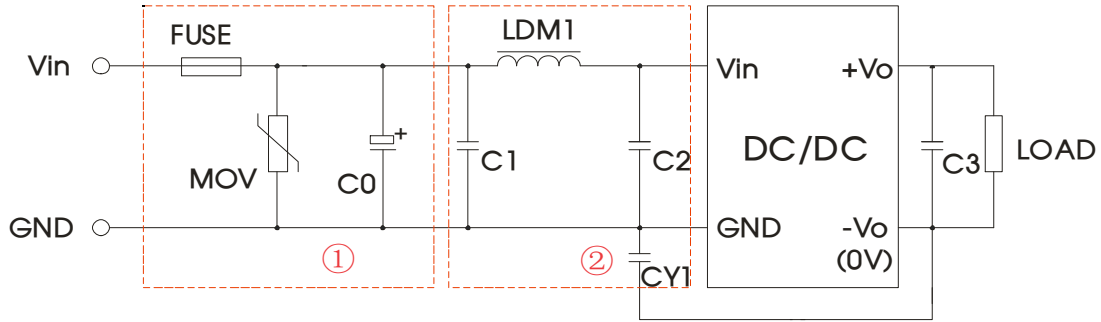 FUSE
LDM1
Vin
Vin
+Vo
MOV
C0
+
C1
C2
DC/DC
C3
LOAD
GND
GND
-Vo
(0V)
①
②
CY1